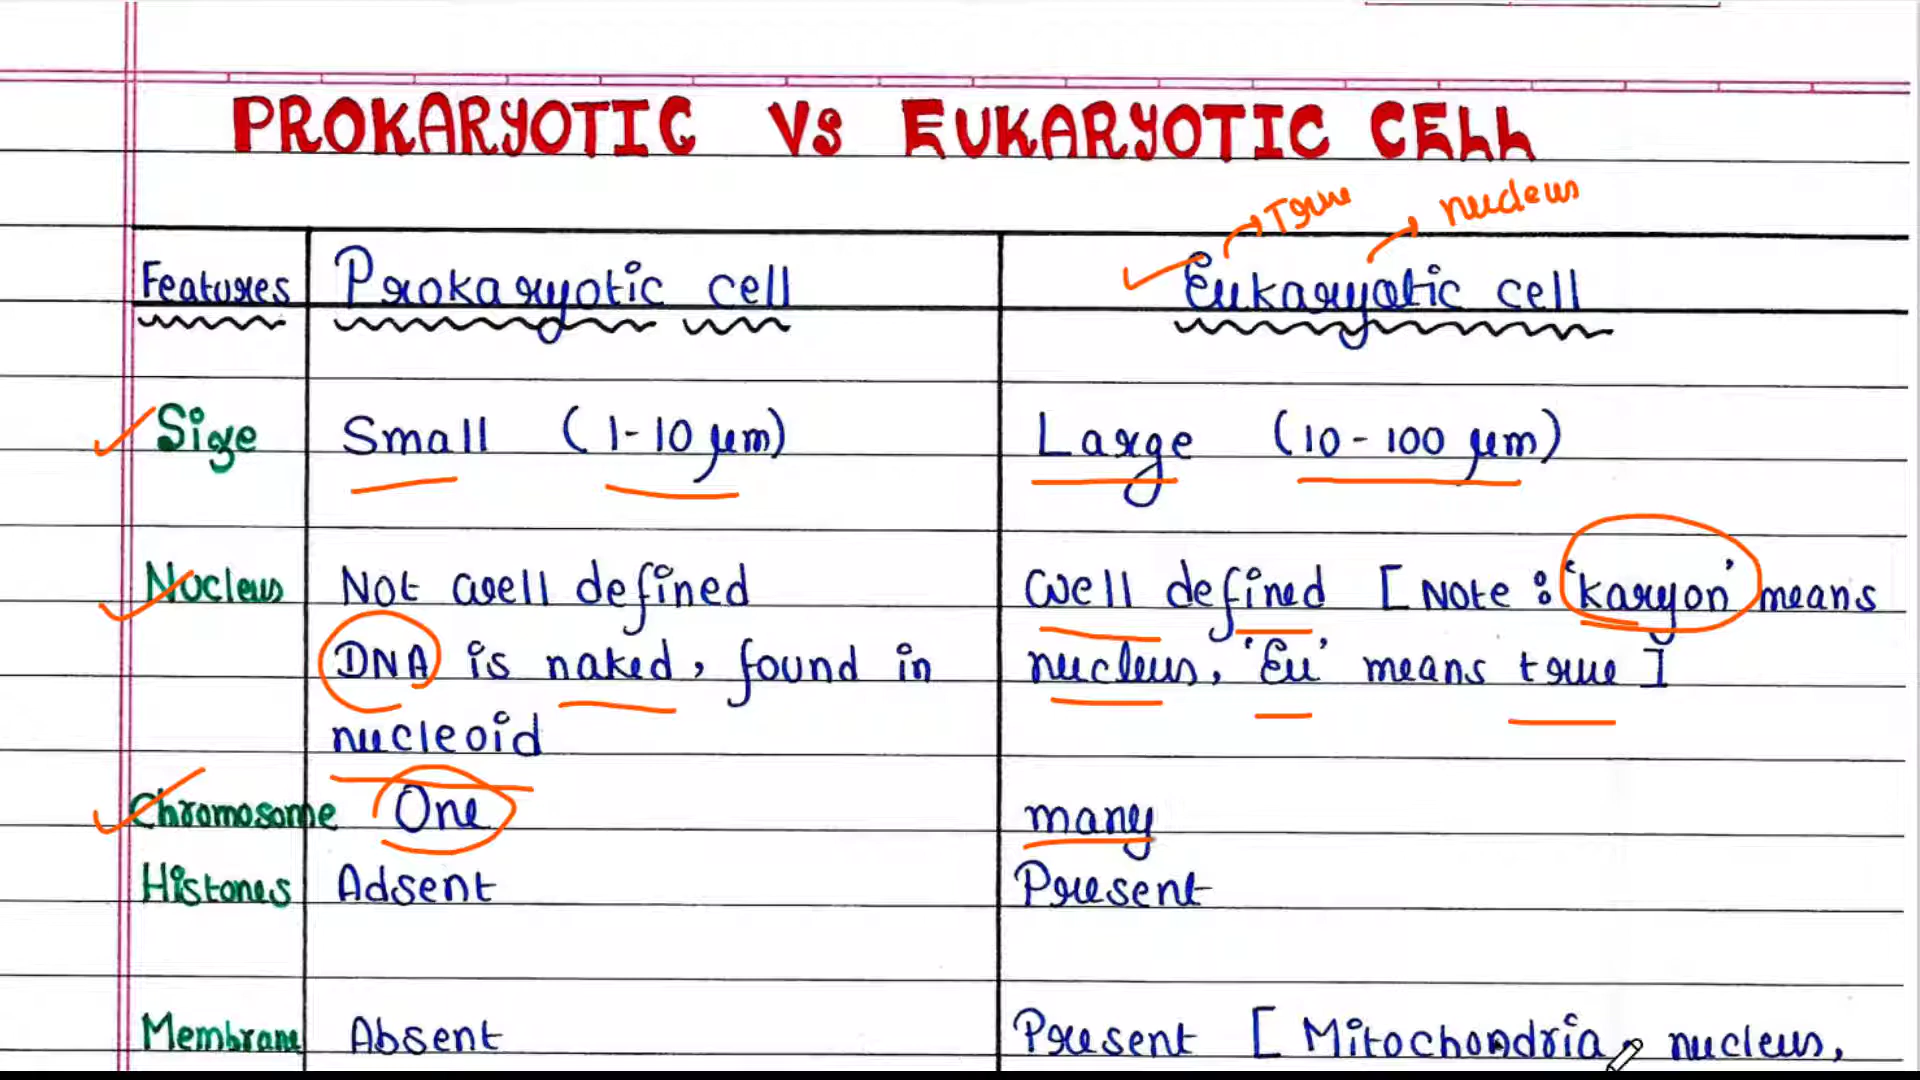 PROKARYOTIC VS EUKARYOTIC CELL
True nucleus
Features Prokaryotic cell Eukaryotic cell
Size Small (1-10 μm) Large (10-100 μm)
Nucleus Not well defined Well defined [Note : 'karyon' means
DNA is naked, found in nucleus, 'Eu' means true]
nucleoid
Chromosome One many
Histones Adsent Present
Membrane Absent Present [Mitochondria, nucleus,